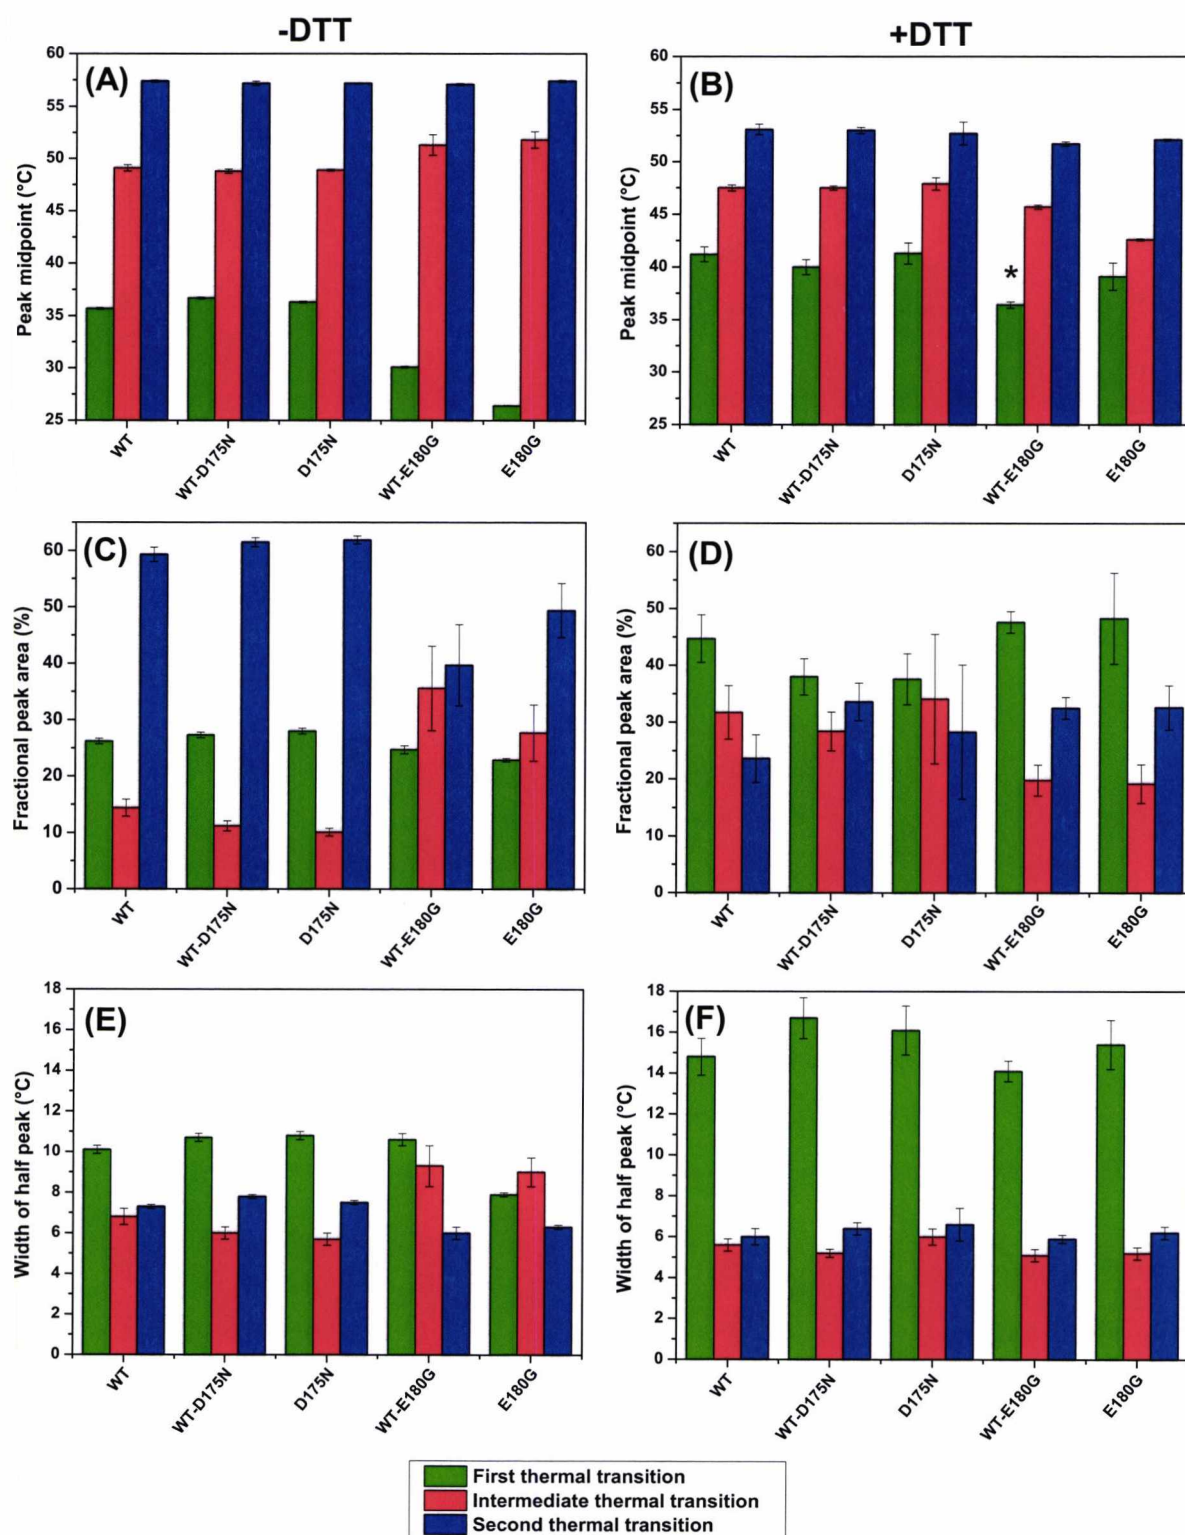 -DTT
+DTT
(A)
Peak midpoint (°C)
60
55
50
45
40
35
30
25
WT
WT-D175N
D175N
WT-E180G
E180G
(B)
Peak midpoint (°C)
60
55
50
45
40
35
30
25
*
WT
WT-D175N
D175N
WT-E180G
E180G
(C)
Fractional peak area (%)
60
50
40
30
20
10
0
WT
WT-D175N
D175N
WT-E180G
E180G
(D)
Fractional peak area (%)
60
50
40
30
20
10
0
WT
WT-D175N
D175N
WT-E180G
E180G
(E)
Width of half peak (°C)
18
16
14
12
10
8
6
4
2
0
WT
WT-D175N
D175N
WT-E180G
E180G
(F)
Width of half peak (°C)
18
16
14
12
10
8
6
4
2
0
WT
WT-D175N
D175N
WT-E180G
E180G
First thermal transition
Intermediate thermal transition
Second thermal transition